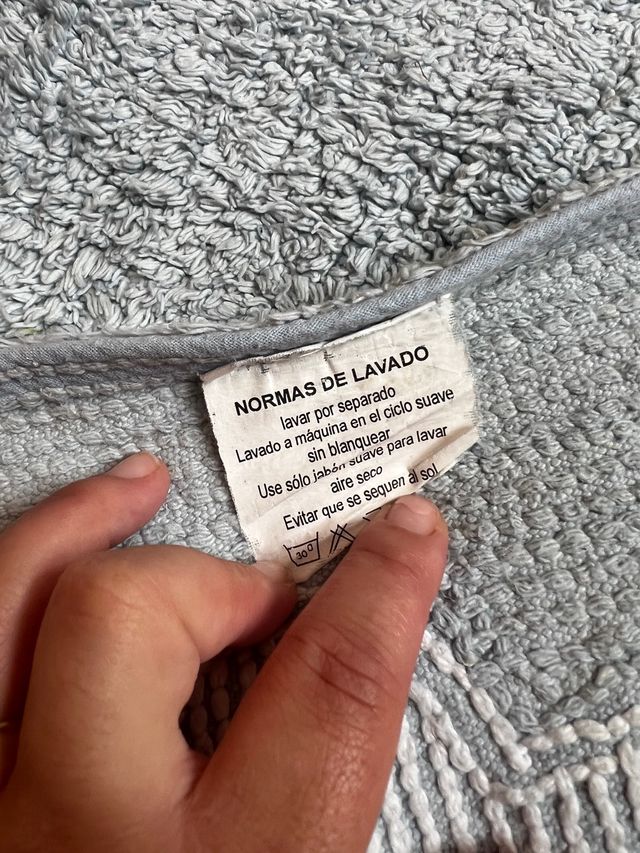 NORMAS DE LAVADO
lavar por separado
Lavado a máquina en el ciclo suave
sin blanquear
Use sólo jabón suave para lavar
aire seco
Evitar que se sequen al sol
30⁰